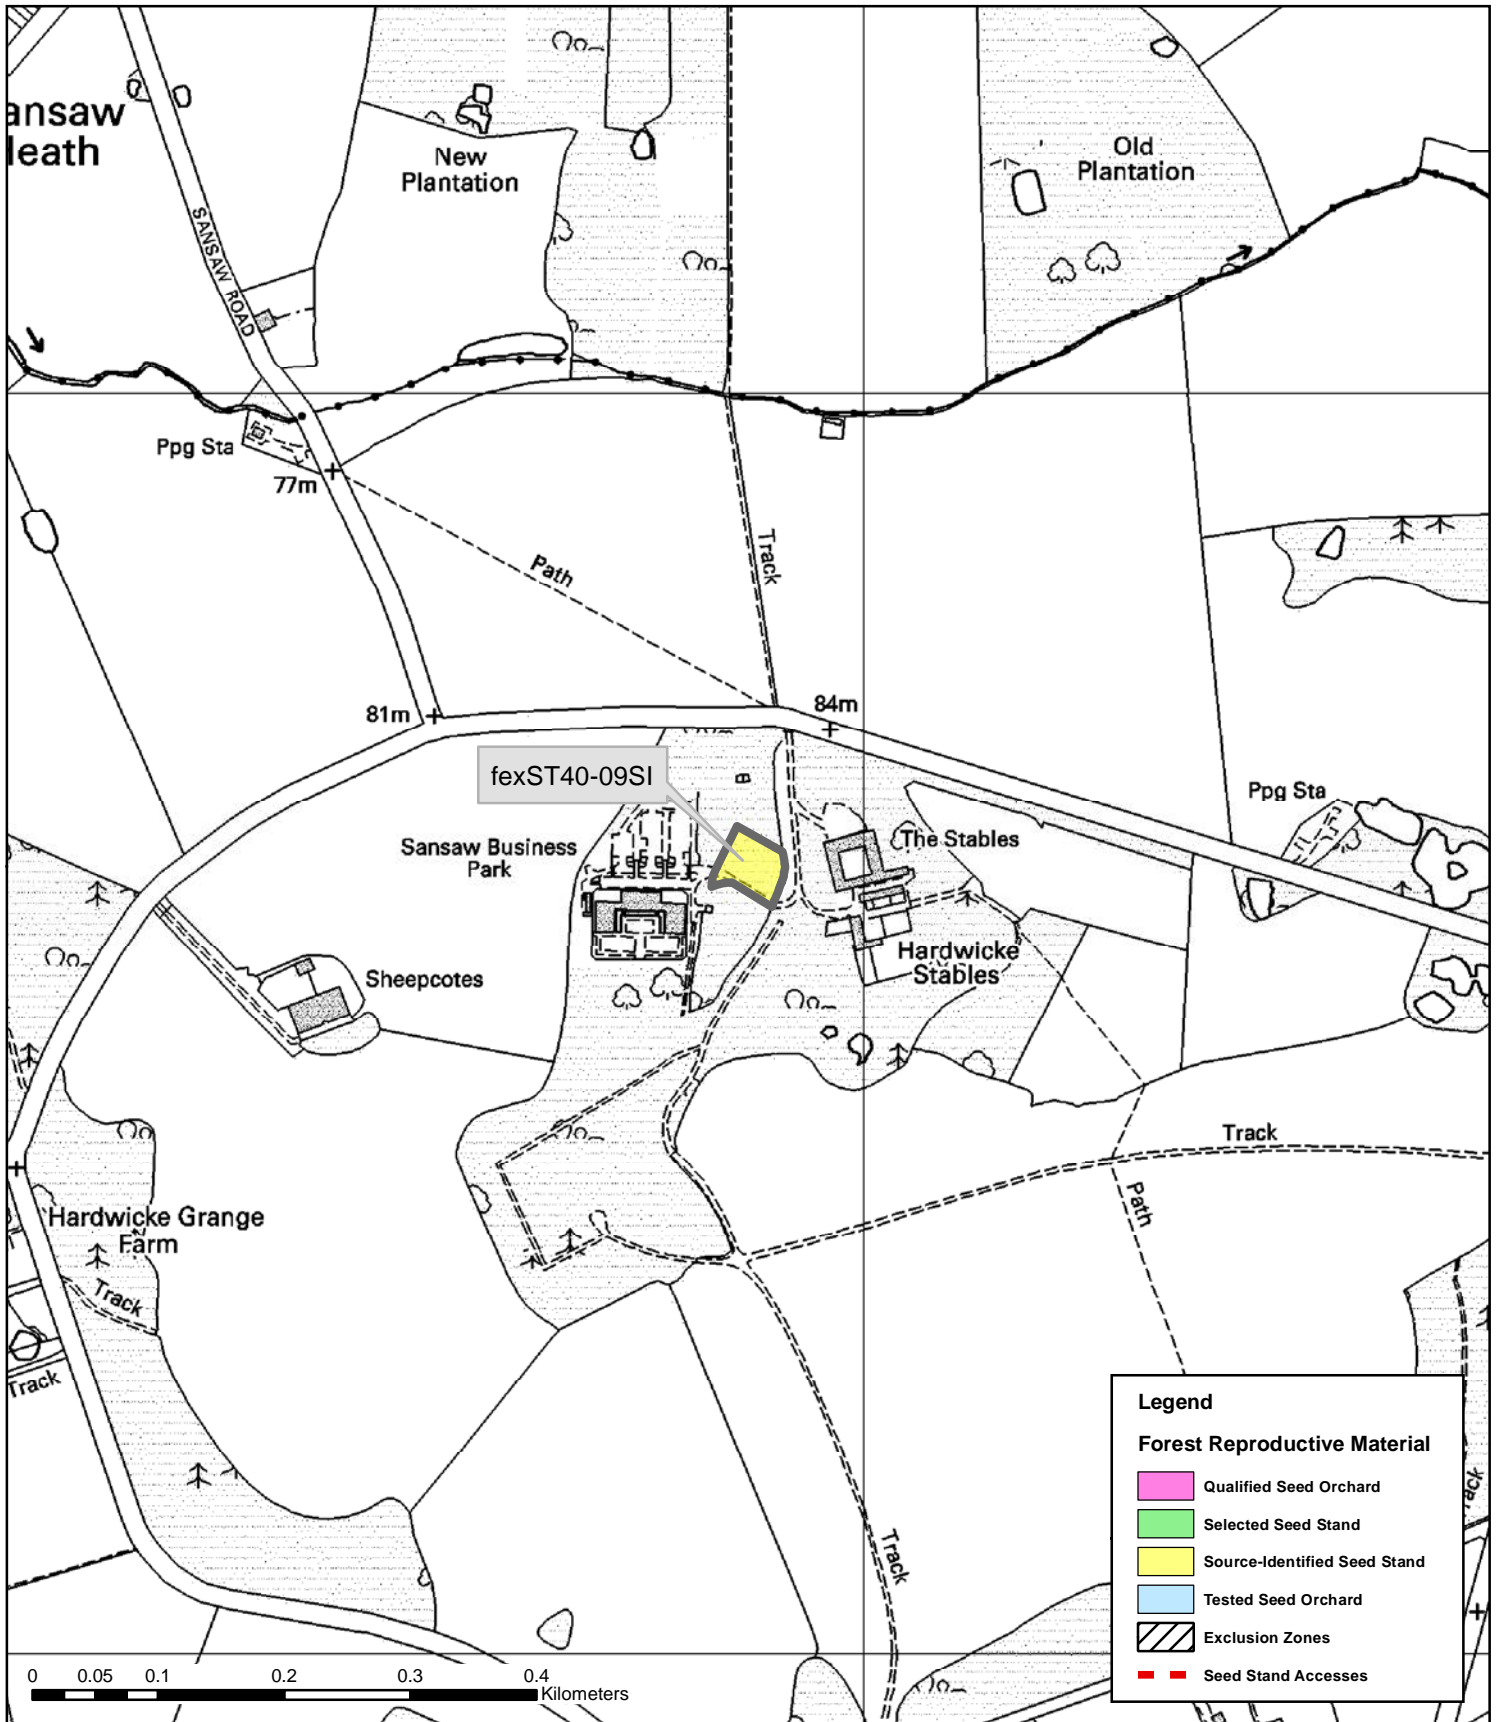 ansaw
leath
New
Plantation
Old
Plantation
SANSAW ROAD
Ppg Sta
77m
Path
Track
81m
84m
fexST40-09SI
Ppg Sta
Sansaw Business
Park
The Stables
Hardwicke
Stables
Sheepcotes
Track
Path
Hardwicke Grange
Farm
Track
Track
Track
rack
Legend
Forest Reproductive Material
Qualified Seed Orchard
Selected Seed Stand
Source-Identified Seed Stand
Tested Seed Orchard
Exclusion Zones
Seed Stand Accesses
0 0.05 0.1 0.2 0.3 0.4
Kilometers